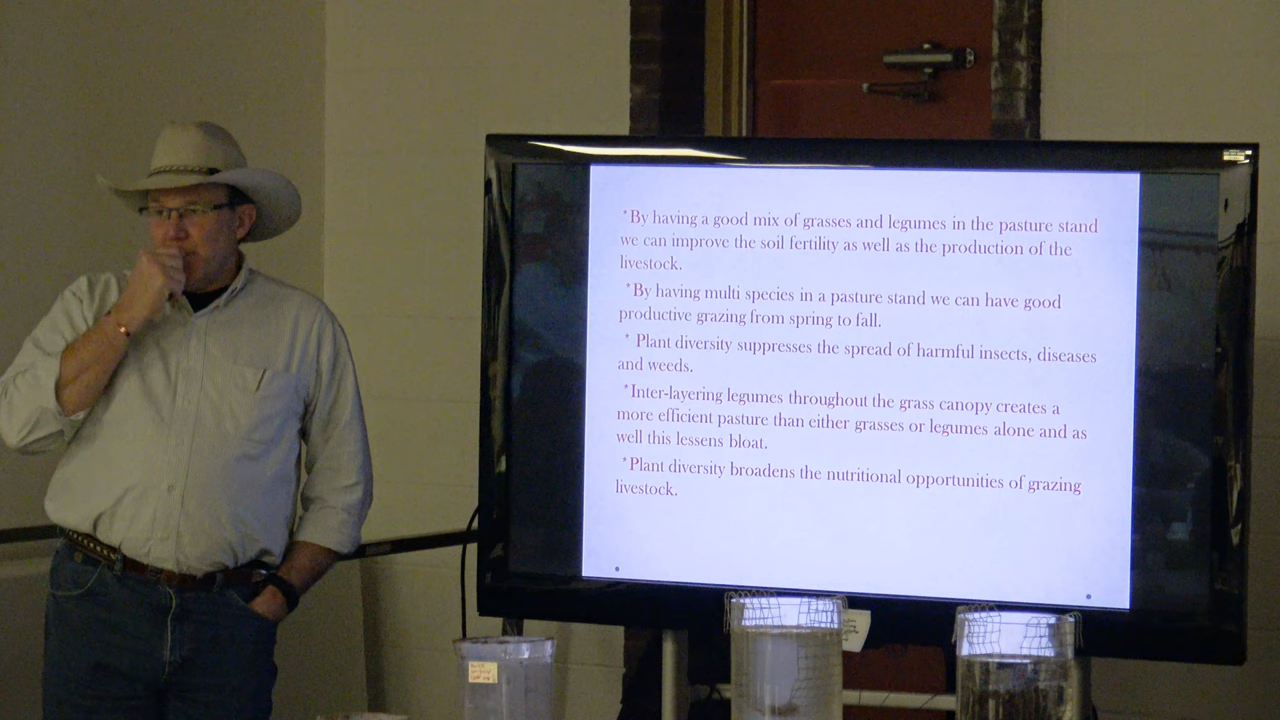 *By having a good mix of grasses and legumes in the pasture stand
we can improve the soil fertility as well as the production of the
livestock.
*By having multi species in a pasture stand we can have good
productive grazing from spring to fall.
* Plant diversity suppresses the spread of harmful insects, diseases
and weeds.
*Inter-layering legumes throughout the grass canopy creates a
more efficient pasture than either grasses or legumes alone and as
well this lessens bloat.
*Plant diversity broadens the nutritional opportunities of grazing
livestock.